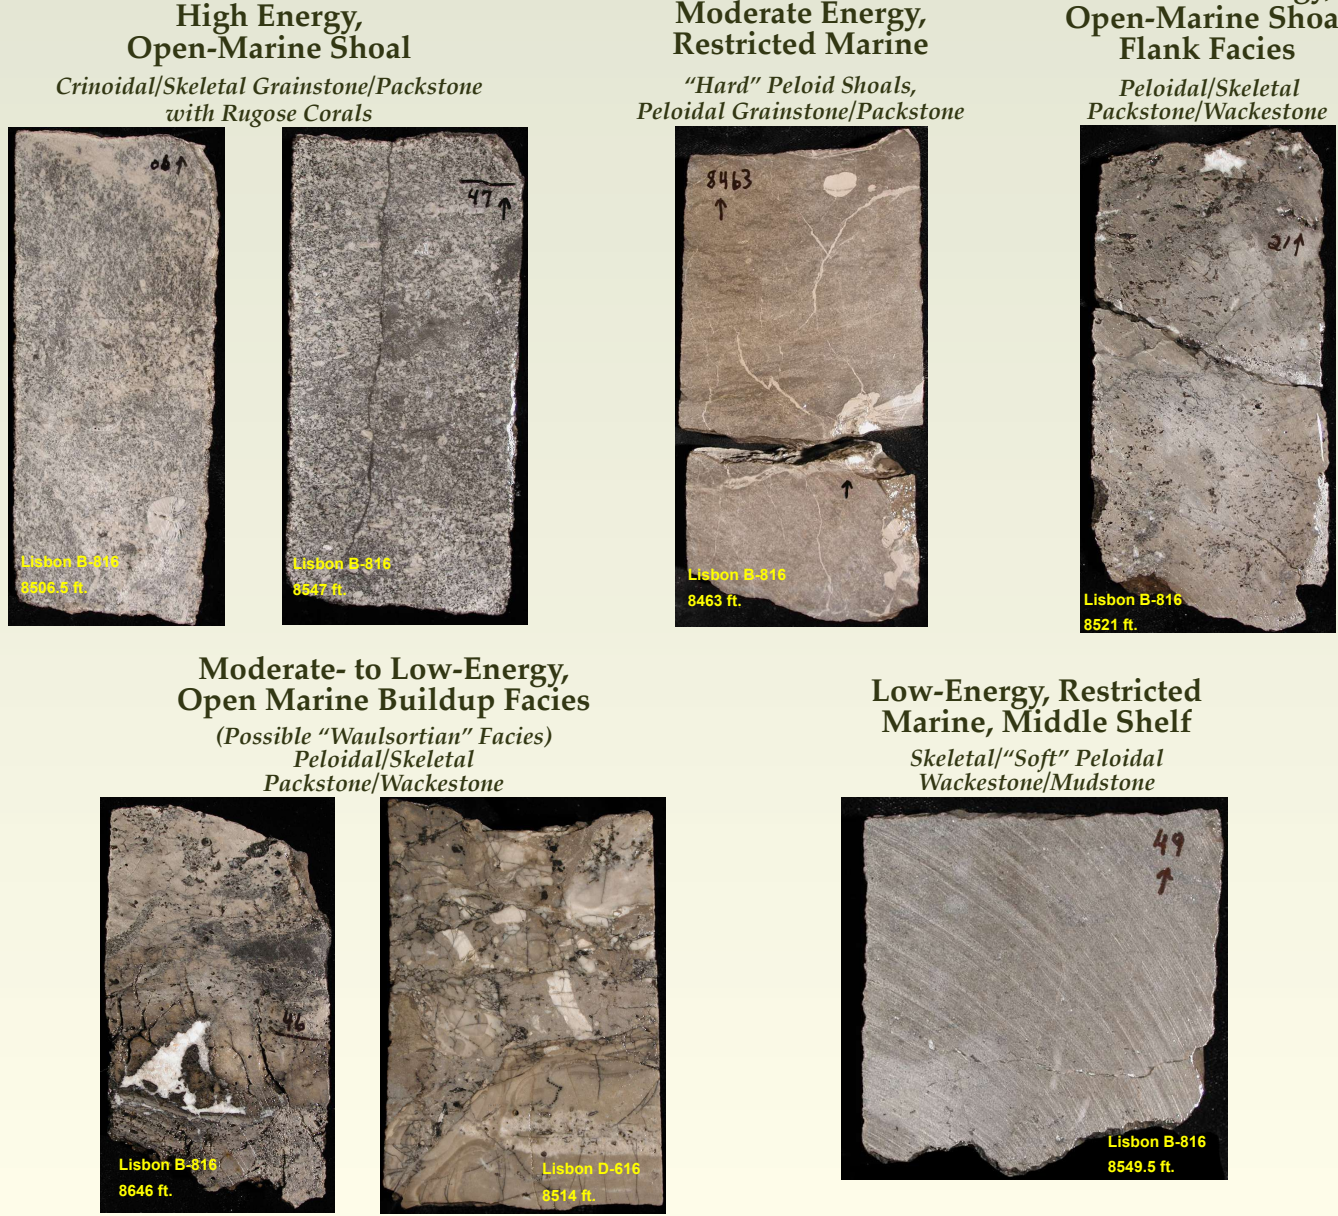 High Energy,
Open-Marine Shoal
Crinoidal/Skeletal Grainstone/Packstone
with Rugose Corals
06↑
Lisbon B-816
8506.5 ft.
47↑
Lisbon B-816
8547 ft.
Moderate Energy,
Restricted Marine
“Hard” Peloid Shoals,
Peloidal Grainstone/Packstone
8463
↑
↑
Lisbon B-816
8463 ft.
Open-Marine Shoa
Flank Facies
Peloidal/Skeletal
Packstone/Wackestone
21↑
Lisbon B-816
8521 ft.
Moderate- to Low-Energy,
Open Marine Buildup Facies
(Possible “Waulsortian” Facies)
Peloidal/Skeletal
Packstone/Wackestone
46
Lisbon B-816
8646 ft.
Lisbon D-616
8514 ft.
Low-Energy, Restricted
Marine, Middle Shelf
Skeletal/“Soft” Peloidal
Wackestone/Mudstone
49
↑
Lisbon B-816
8549.5 ft.